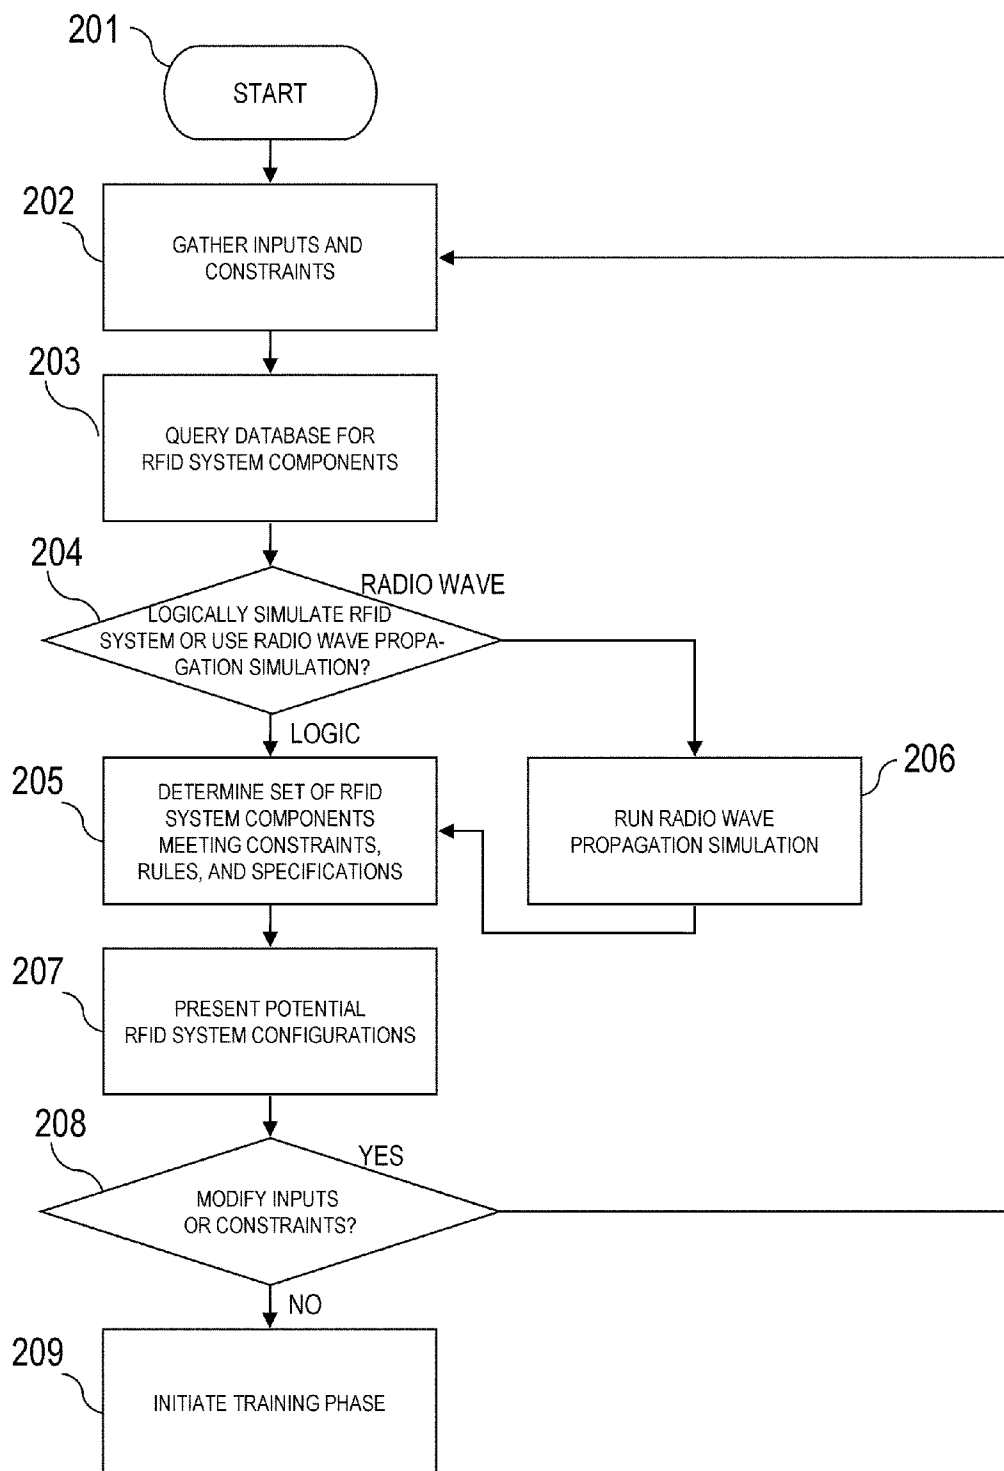 201
START
202
GATHER INPUTS AND
CONSTRAINTS
203
QUERY DATABASE FOR
RFID SYSTEM COMPONENTS
204
RADIO WAVE
LOGICALLY SIMULATE RFID
SYSTEM OR USE RADIO WAVE PROPA-
GATION SIMULATION?
LOGIC
205
DETERMINE SET OF RFID
SYSTEM COMPONENTS
MEETING CONSTRAINTS,
RULES, AND SPECIFICATIONS
206
RUN RADIO WAVE
PROPAGATION SIMULATION
207
PRESENT POTENTIAL
RFID SYSTEM CONFIGURATIONS
208
YES
MODIFY INPUTS
OR CONSTRAINTS?
NO
209
INITIATE TRAINING PHASE